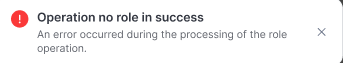 Operation no role in success
An error occurred during the processing of the role
operation.